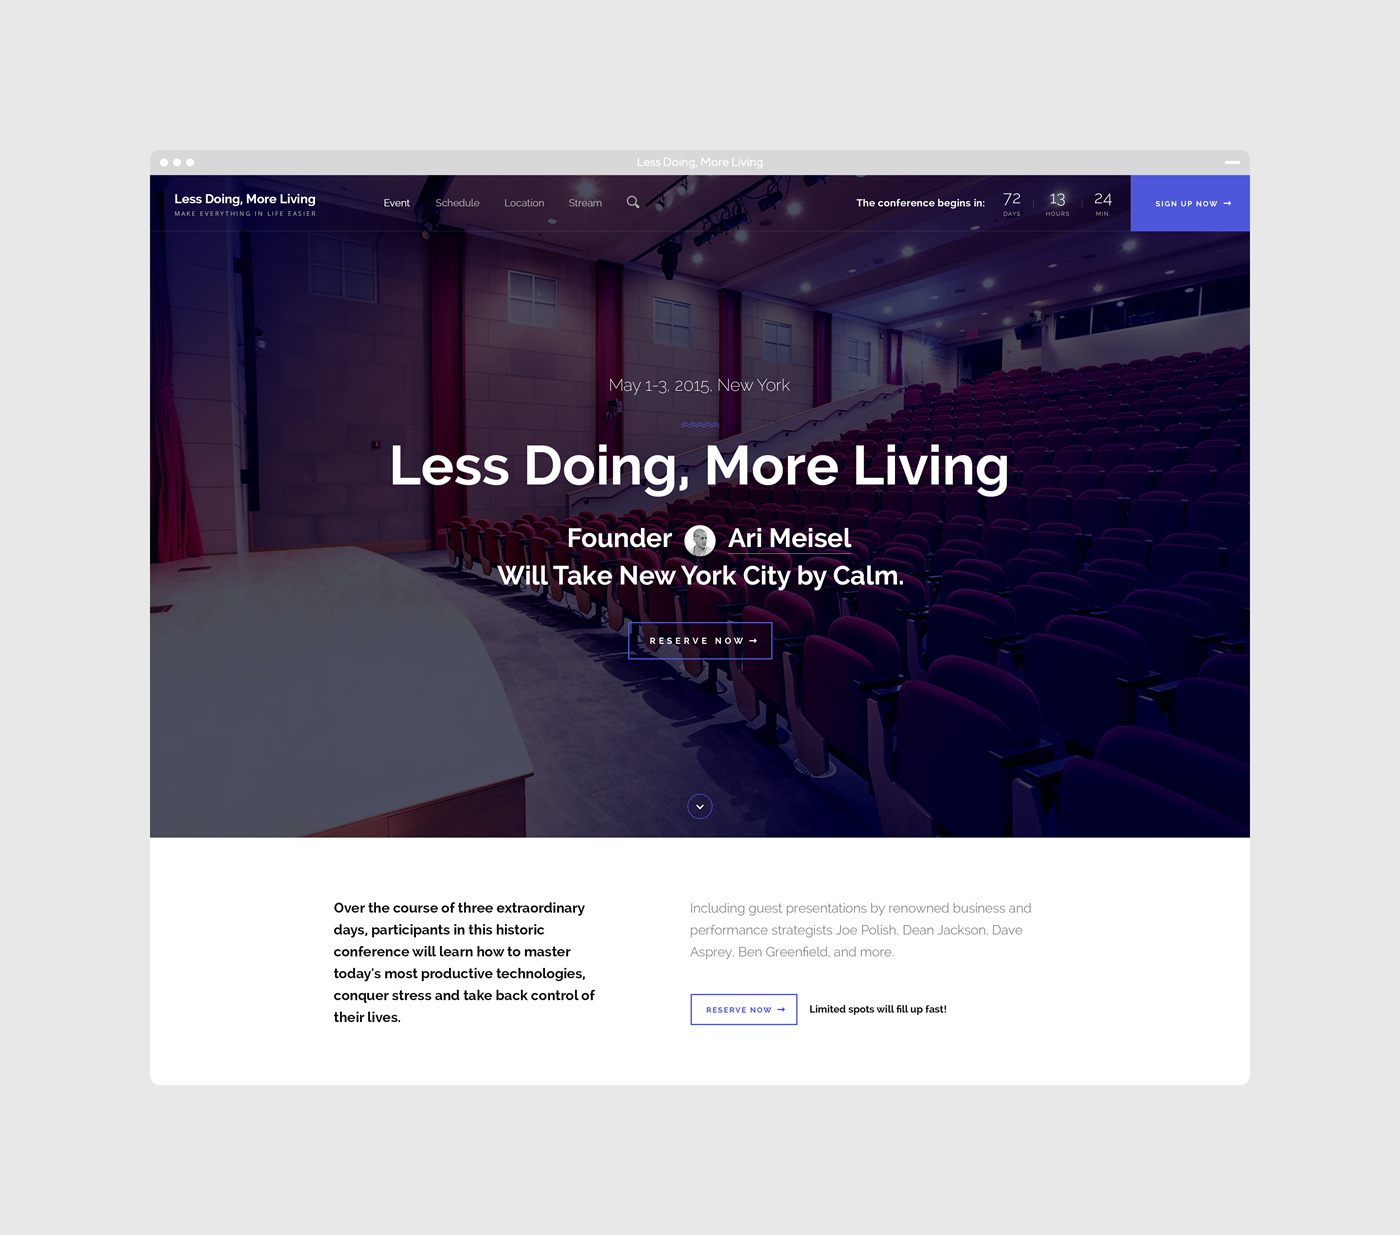 Less Doing, More Living
Less Doing, More Living
MAKE EVERYTHING IN LIFE EASIER
Event Schedule Location Stream
The conference begins in:
72 13 24
DAYS HOURS MIN.
SIGN UP NOW →
May 1-3, 2015, New York
Less Doing, More Living
Founder Ari Meisel
Will Take New York City by Calm.
RESERVE NOW →
Over the course of three extraordinary
days, participants in this historic
conference will learn how to master
today's most productive technologies,
conquer stress and take back control of
their lives.
Including guest presentations by renowned business and
performance strategists Joe Polish, Dean Jackson, Dave
Asprey, Ben Greenfield, and more.
RESERVE NOW →
Limited spots will fill up fast!